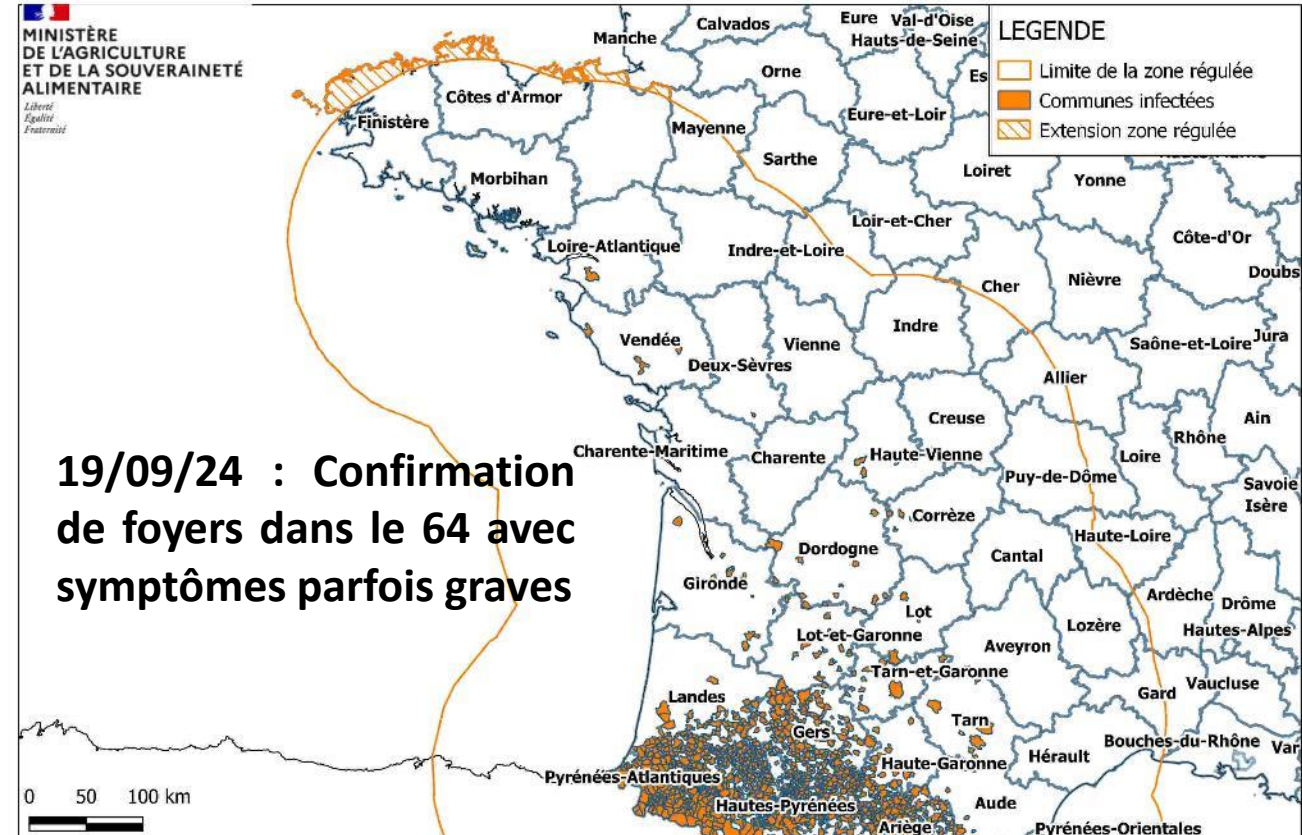 MINISTÈRE
DE L'AGRICULTURE
ET DE LA SOUVERAINETÉ
ALIMENTAIRE
Liberté
Égalité
Fraternité
LEGENDE
Limite de la zone régulée
Communes infectées
Extension zone régulée
Calvados
Eure
Val-d'Oise
Manche
Hauts-de-Seine
Orne
Es
Côtes d'Armor
Eure-et-Loir
Finistère
Mayenne
Sarthe
Loiret
Yonne
Morbihan
Loir-et-Cher
Côte-d'Or
Loire-Atlantique
Indre-et-Loire
Doubs
Cher
Nièvre
Indre
Vendée
Vienne
Saône-et-Loire
Jura
Deux-Sèvres
Allier
Creuse
Ain
Rhône
Charente-Maritime
Charente
Haute-Vienne
Loire
Puy-de-Dôme
Savoie
Isère
19/09/24 : Confirmation
de foyers dans le 64 avec
symptômes parfois graves
Corrèze
Haute-Loire
Dordogne
Cantal
Gironde
Ardèche
Drôme
Lot
Lozère
Hautes-Alpes
Lot-et-Garonne
Aveyron
Tarn-et-Garonne
Landes
Gard
Vaucluse
Tarn
Gers
Bouches-du-Rhône
Var
Haute-Garonne
Hérault
Pyrénées-Atlantiques
Hautes-Pyrénées
Aude
Ariège
Pyrénées-Orientales
0 50 100 km